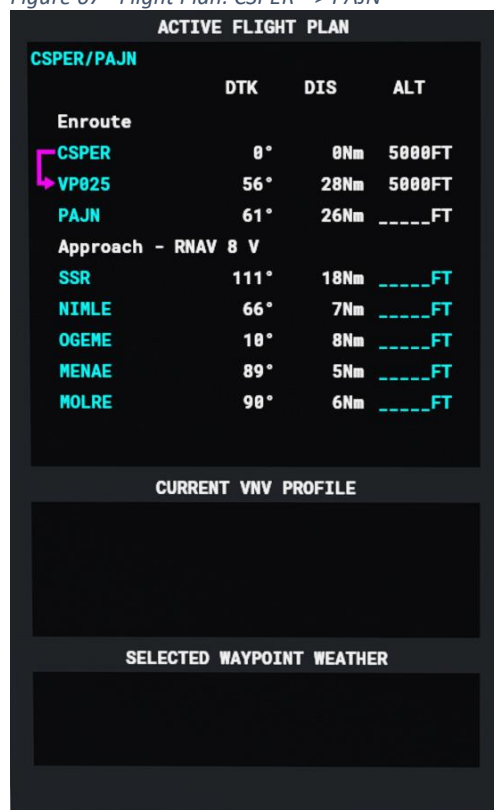 Figure 67 - Flight Plan: CSPER -> PAJN
ACTIVE FLIGHT PLAN
CSPER/PAJN
DTK DIS ALT
Enroute
CSPER 0° 0Nm 5000FT
VP025 56° 28Nm 5000FT
PAJN 61° 26Nm _____FT
Approach - RNAV 8 V
SSR 111° 18Nm _____FT
NIMLE 66° 7Nm _____FT
OGEME 10° 8Nm _____FT
MENAE 89° 5Nm _____FT
MOLRE 90° 6Nm _____FT
CURRENT VNV PROFILE
SELECTED WAYPOINT WEATHER